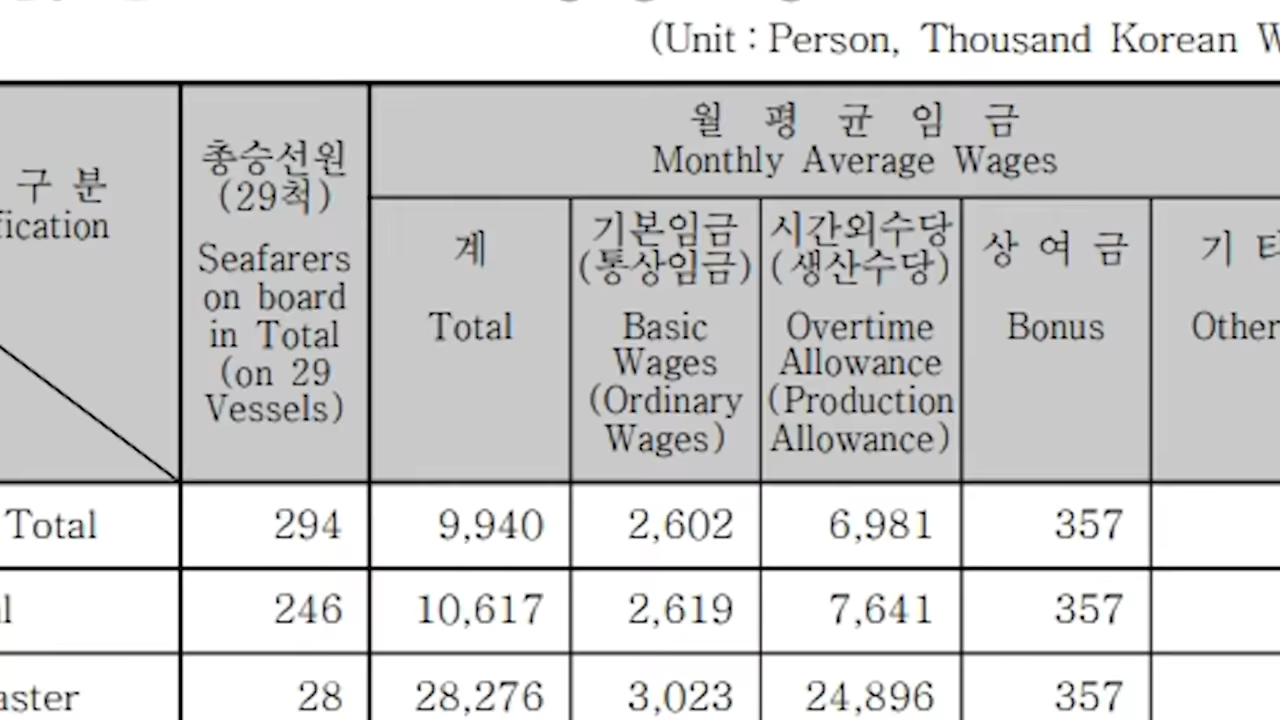 (Unit : Person, Thousand Korean
월 평 균 임 금
Monthly Average Wages
구 분
총승선원
(29척)
Seafarers
on board
in Total
(on 29
Vessels)
계
Total
기본임금
(통상임금)
Basic
Wages
(Ordinary
Wages)
시간외수당
(생산수당)
Overtime
Allowance
(Production
Allowance)
상 여 금
Bonus
기 타
Other
Total 294 9,940 2,602 6,981 357
246 10,617 2,619 7,641 357
28 28,276 3,023 24,896 357